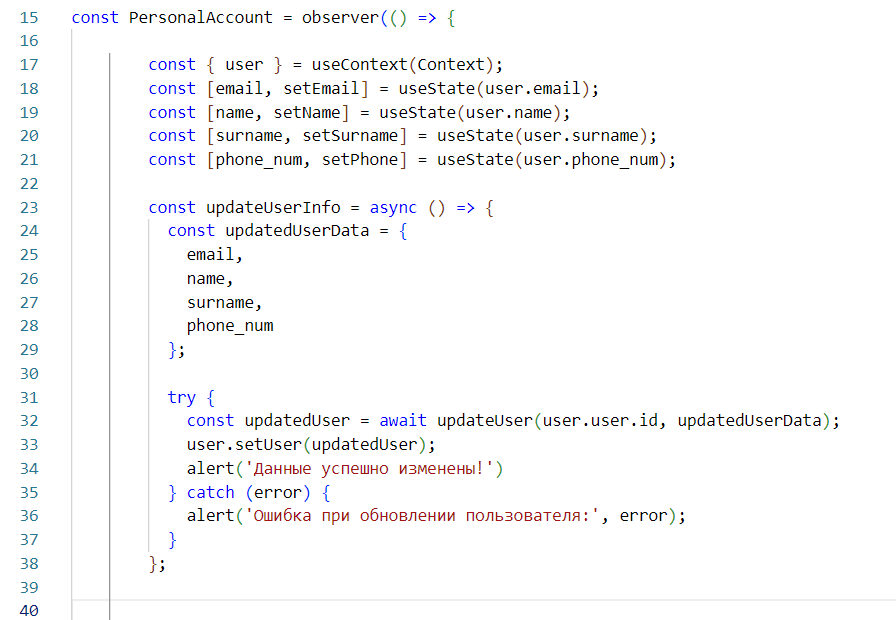 15 const PersonalAccount = observer(() => {
16
17 const { user } = useContext(Context);
18 const [email, setEmail] = useState(user.email);
19 const [name, setName] = useState(user.name);
20 const [surname, setSurname] = useState(user.surname);
21 const [phone_num, setPhone] = useState(user.phone_num);
22
23 const updateUserInfo = async () => {
24 const updatedUserData = {
25 email,
26 name,
27 surname,
28 phone_num
29 };
30
31 try {
32 const updatedUser = await updateUser(user.user.id, updatedUserData);
33 user.setUser(updatedUser);
34 alert('Данные успешно изменены!')
35 } catch (error) {
36 alert('Ошибка при обновлении пользователя:', error);
37 }
38 };
39
40